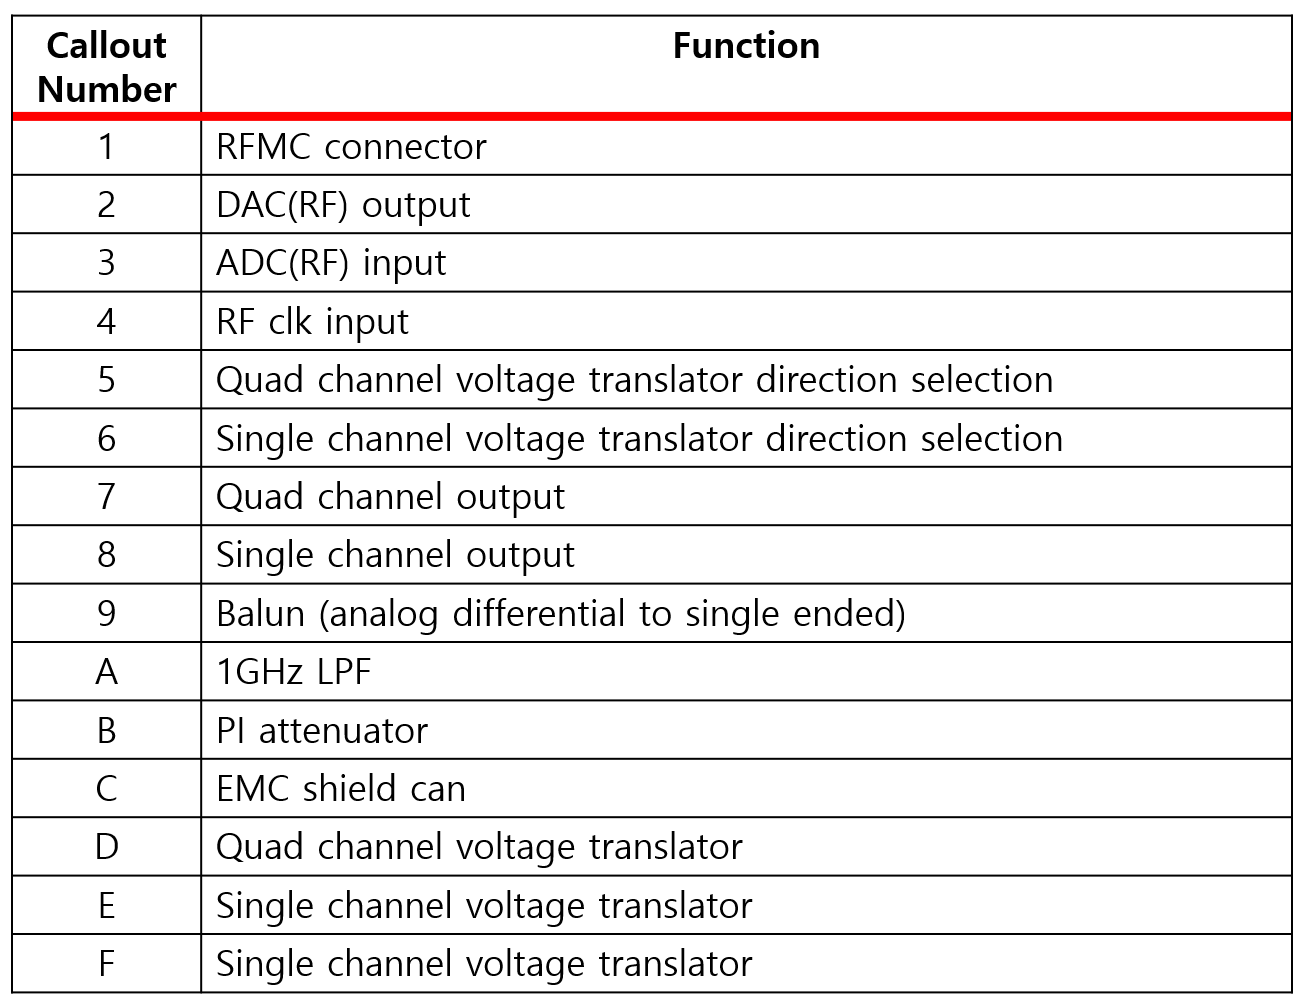 Callout Number	Function
1	RFMC connector
2	DAC(RF) output
3	ADC(RF) input
4	RF clk input
5	Quad channel voltage translator direction selection
6	Single channel voltage translator direction selection
7	Quad channel output
8	Single channel output
9	Balun (analog differential to single ended)
A	1GHz LPF
B	PI attenuator
C	EMC shield can
D	Quad channel voltage translator
E	Single channel voltage translator
F	Single channel voltage translator